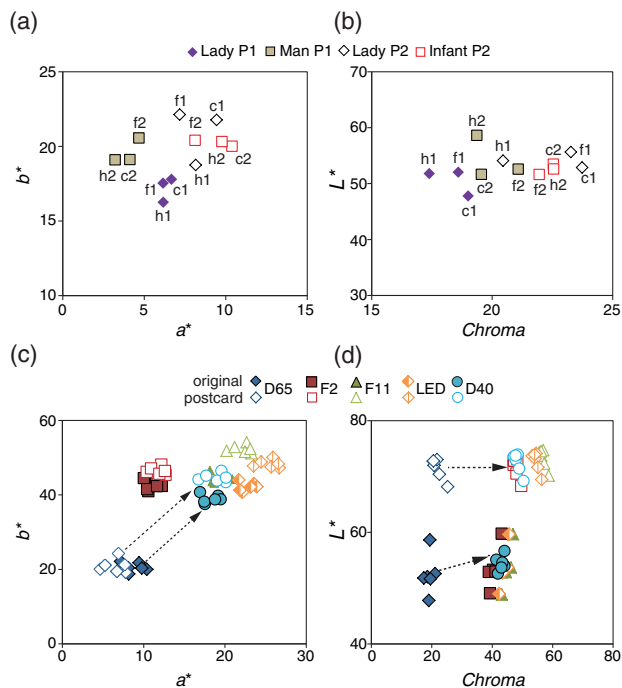 (a) (b)
Lady P1 Man P1 Lady P2 Infant P2
25 70
f1
f2 f2 c1
h2
20 60
h2 c2 h1 h2 c2
h1 f1 h1 c2 f1
b* f1 c1 L* 50
h1
c2 f2 f2 h2 c1
c1
15 40
10 30
0 5 10 15 15 20 25
a* Chroma
(c) (d)
original D65 F2 F11 LED D40
postcard
60 80
b* 40 L* 60
20
0 40
0 10 20 30 0 20 40 60 80
a* Chroma